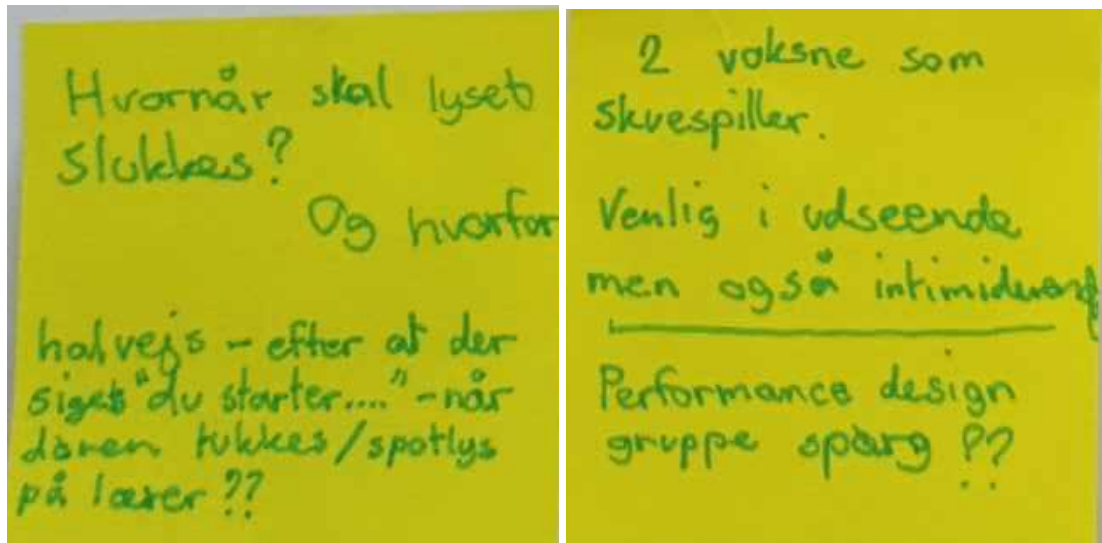 Hvornår skal lyset
slukkes?
Og hvorfor
halvejs - efter at der
siges "du starter...." - når
døren lukkes/spotlys
på lærer ??
2 voksne som
skuespiller.
Venlig i udseende
men også intimiderend
Performance design
gruppe spørg ??